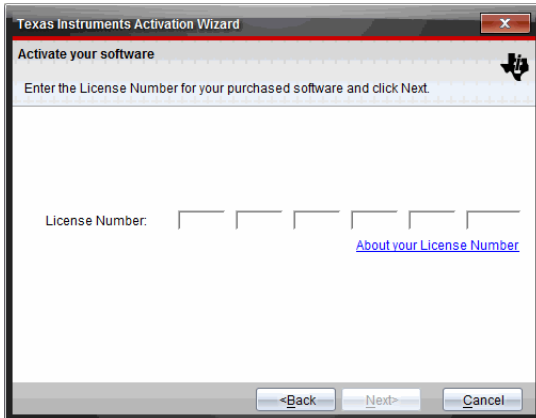 Texas Instruments Activation Wizard
X
Activate your software
Enter the License Number for your purchased software and click Next.
License Number:
About your License Number
<Back
Next>
Cancel